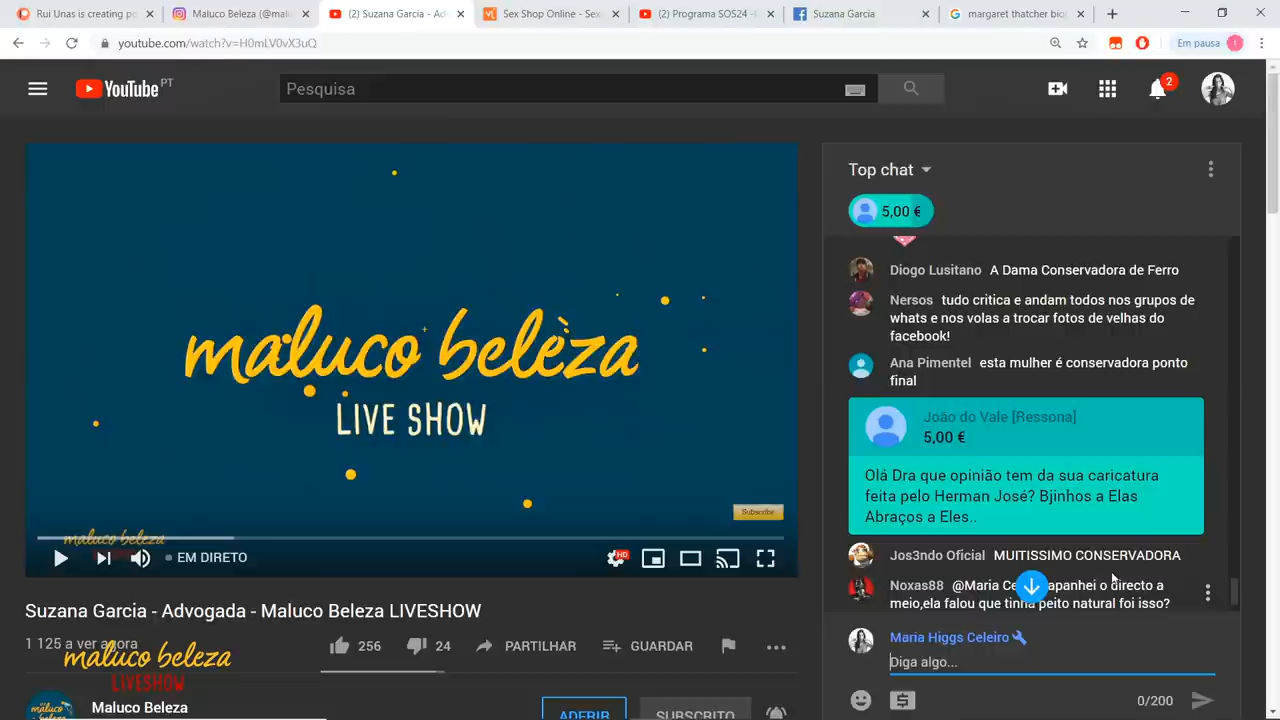 Rui Unas is creating po
Maluco Beleza (@malu
(2) Suzana Garcia - Ad
Sex Shop Online - Sex
(2) Programa SOS24 -
Suzana Garcia
margaret thatcher bio
youtube.com/watch?v=H0mLV0vX3uQ
Em pausa
YouTube PT
Pesquisa
2
maluco beleza
LIVE SHOW
Subscribe
maluco beleza
EM DIRETO
HD
Suzana Garcia - Advogada - Maluco Beleza LIVESHOW
1 125 a ver agora
256
24
PARTILHAR
GUARDAR
maluco beleza
LIVESHOW
Maluco Beleza
ADERIR
SUBSCRITO
Top chat
5,00 €
Diogo Lusitano A Dama Conservadora de Ferro
Nersos tudo critica e andam todos nos grupos de
whats e nos volas a trocar fotos de velhas do
facebook!
Ana Pimentel esta mulher é conservadora ponto
final
João do Vale [Ressona]
5,00 €
Olá Dra que opinião tem da sua caricatura
feita pelo Herman José? Bjinhos a Elas
Abraços a Eles..
Jos3ndo Oficial MUITISSIMO CONSERVADORA
Noxas88 @Maria Ce apanhei o directo a
meio,ela falou que tinha peito natural foi isso?
Maria Higgs Celeiro
Diga algo...
0/200